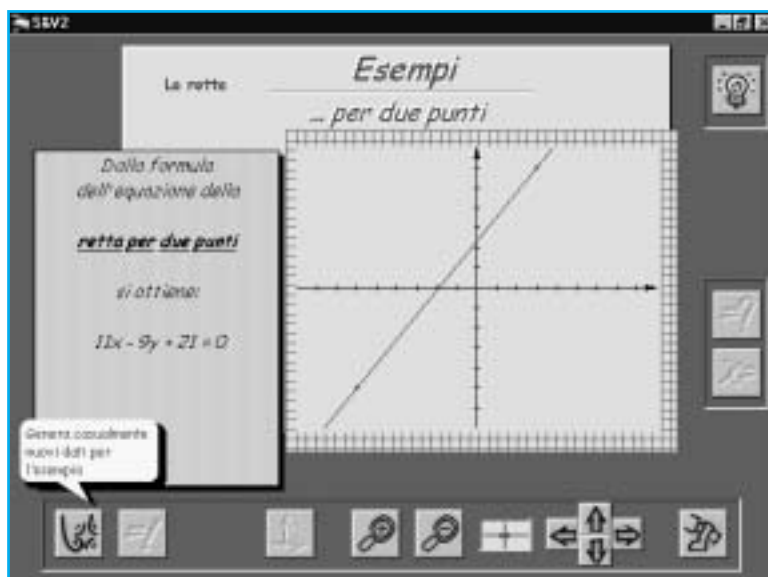 S&V2
La retta
Esempi
... per due punti
Dalla formula
dell'equazione della
retta per due punti
si ottiene:
11x - 9y + 21 = 0
Genera casualmente
nuovi dati per
l'esempio